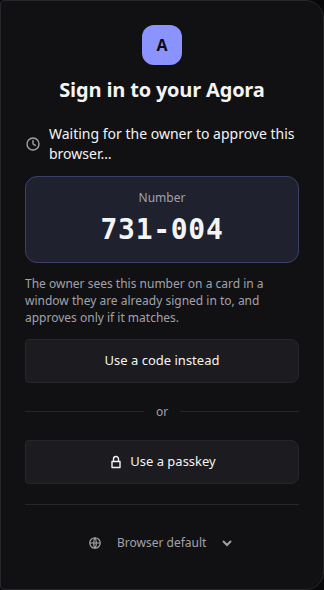 A
Sign in to your Agora
Waiting for the owner to approve this
browser...
Number
731-004
The owner sees this number on a card in a
window they are already signed in to, and
approves only if it matches.
Use a code instead
or
Use a passkey
Browser default